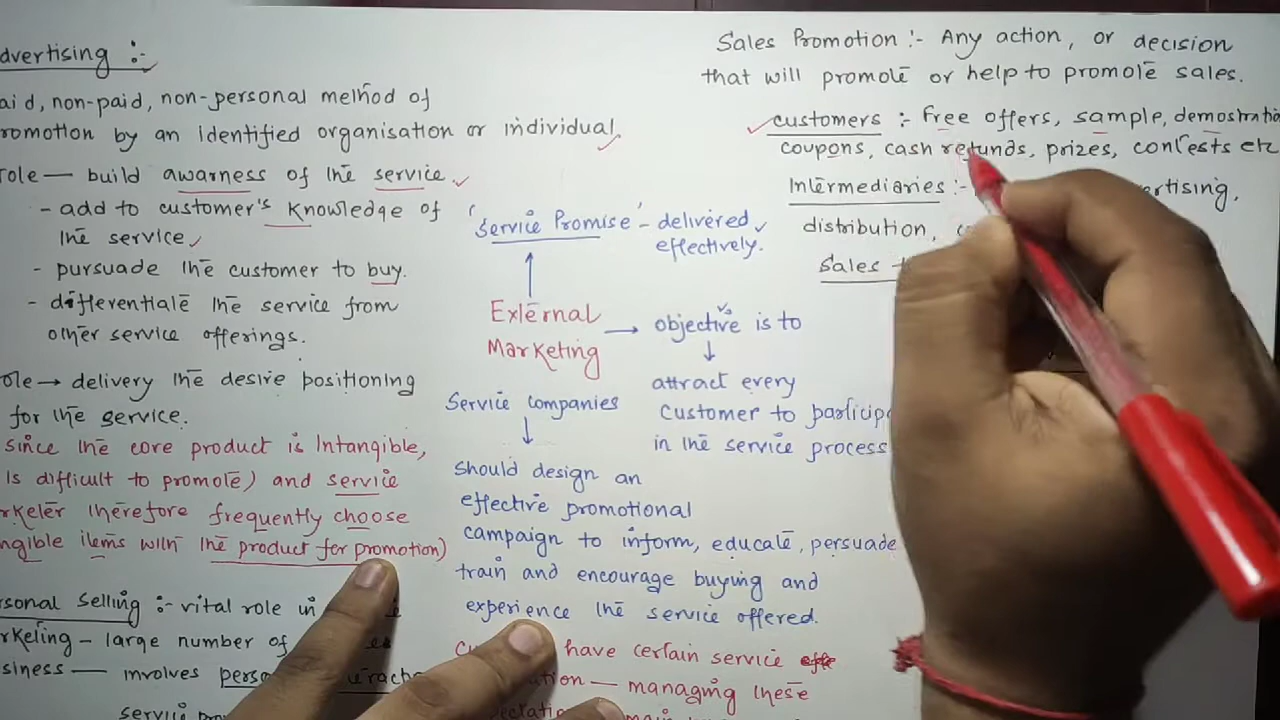 dvertising :-
aid, non-paid, non-personal method of
romotion by an identified organisation or individual,
role — build awarness of the service.
- add to customer's knowledge of
the service
- pursuade the customer to buy.
- differentiate the service from
other service offerings.
ole → delivery the desire positioning
for the service.
since the core product is Intangible,
Is difficult to promote) and service
rketer therefore frequently choose
ngible items with the product for promotion)
rsonal selling :- vital role in
rketing - large number of
siness — involves
service
'Service Promise' - delivered
effectively.
External
Marketing → objective is to
attract every
customer to particip
in the service process
Service companies
should design an
effective promotional
campaign to inform, educate, persuade
train and encourage buying and
experience the service offered.
have certain service
— managing these
Sales Promotion :- Any action, or decision
that will promote or help to promote sales.
customers :- Free offers, sample, demostratio
coupons, cash refunds, prizes, contests etc
Intermediaries :- ertising,
distribution,
Sales